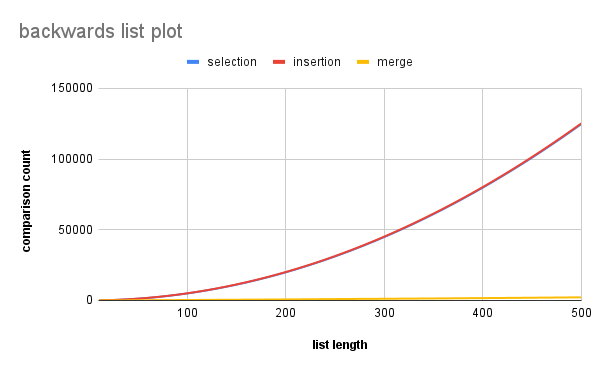 backwards list plot
selection insertion merge
150000
100000
50000
0
comparison count
100 200 300 400 500
list length